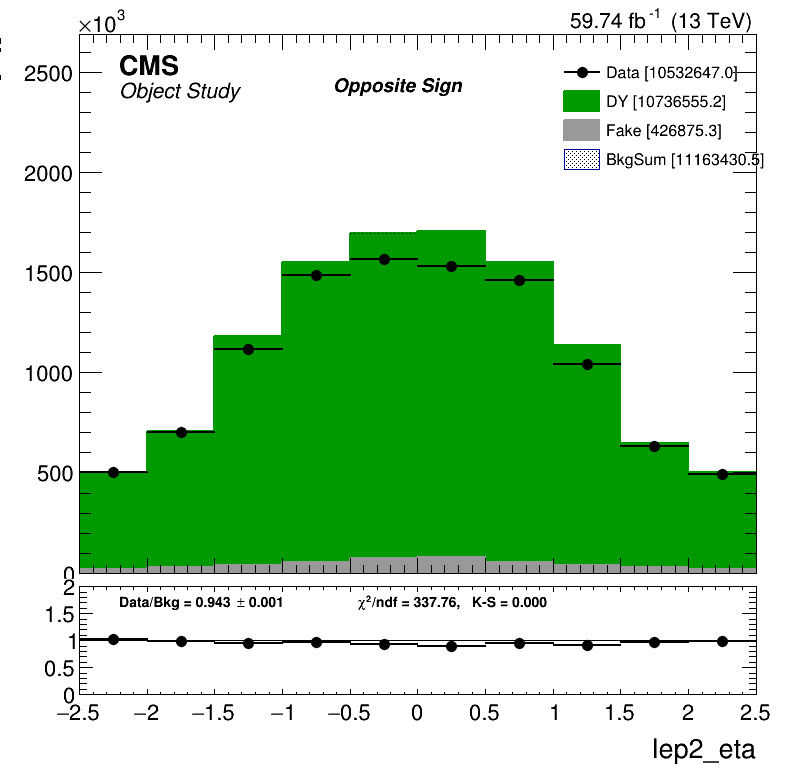 ×10³ 59.74 fb⁻¹ (13 TeV)
CMS
Object Study
Opposite Sign
Data [10532647.0]
DY [10736555.2]
Fake [426875.3]
BkgSum [11163430.5]
2500
2000
1500
1000
500
0
Data/Bkg = 0.943 ± 0.001 χ²/ndf = 337.76, K-S = 0.000
2
1.5
1
0.5
0
−2.5 −2 −1.5 −1 −0.5 0 0.5 1 1.5 2 2.5
lep2_eta